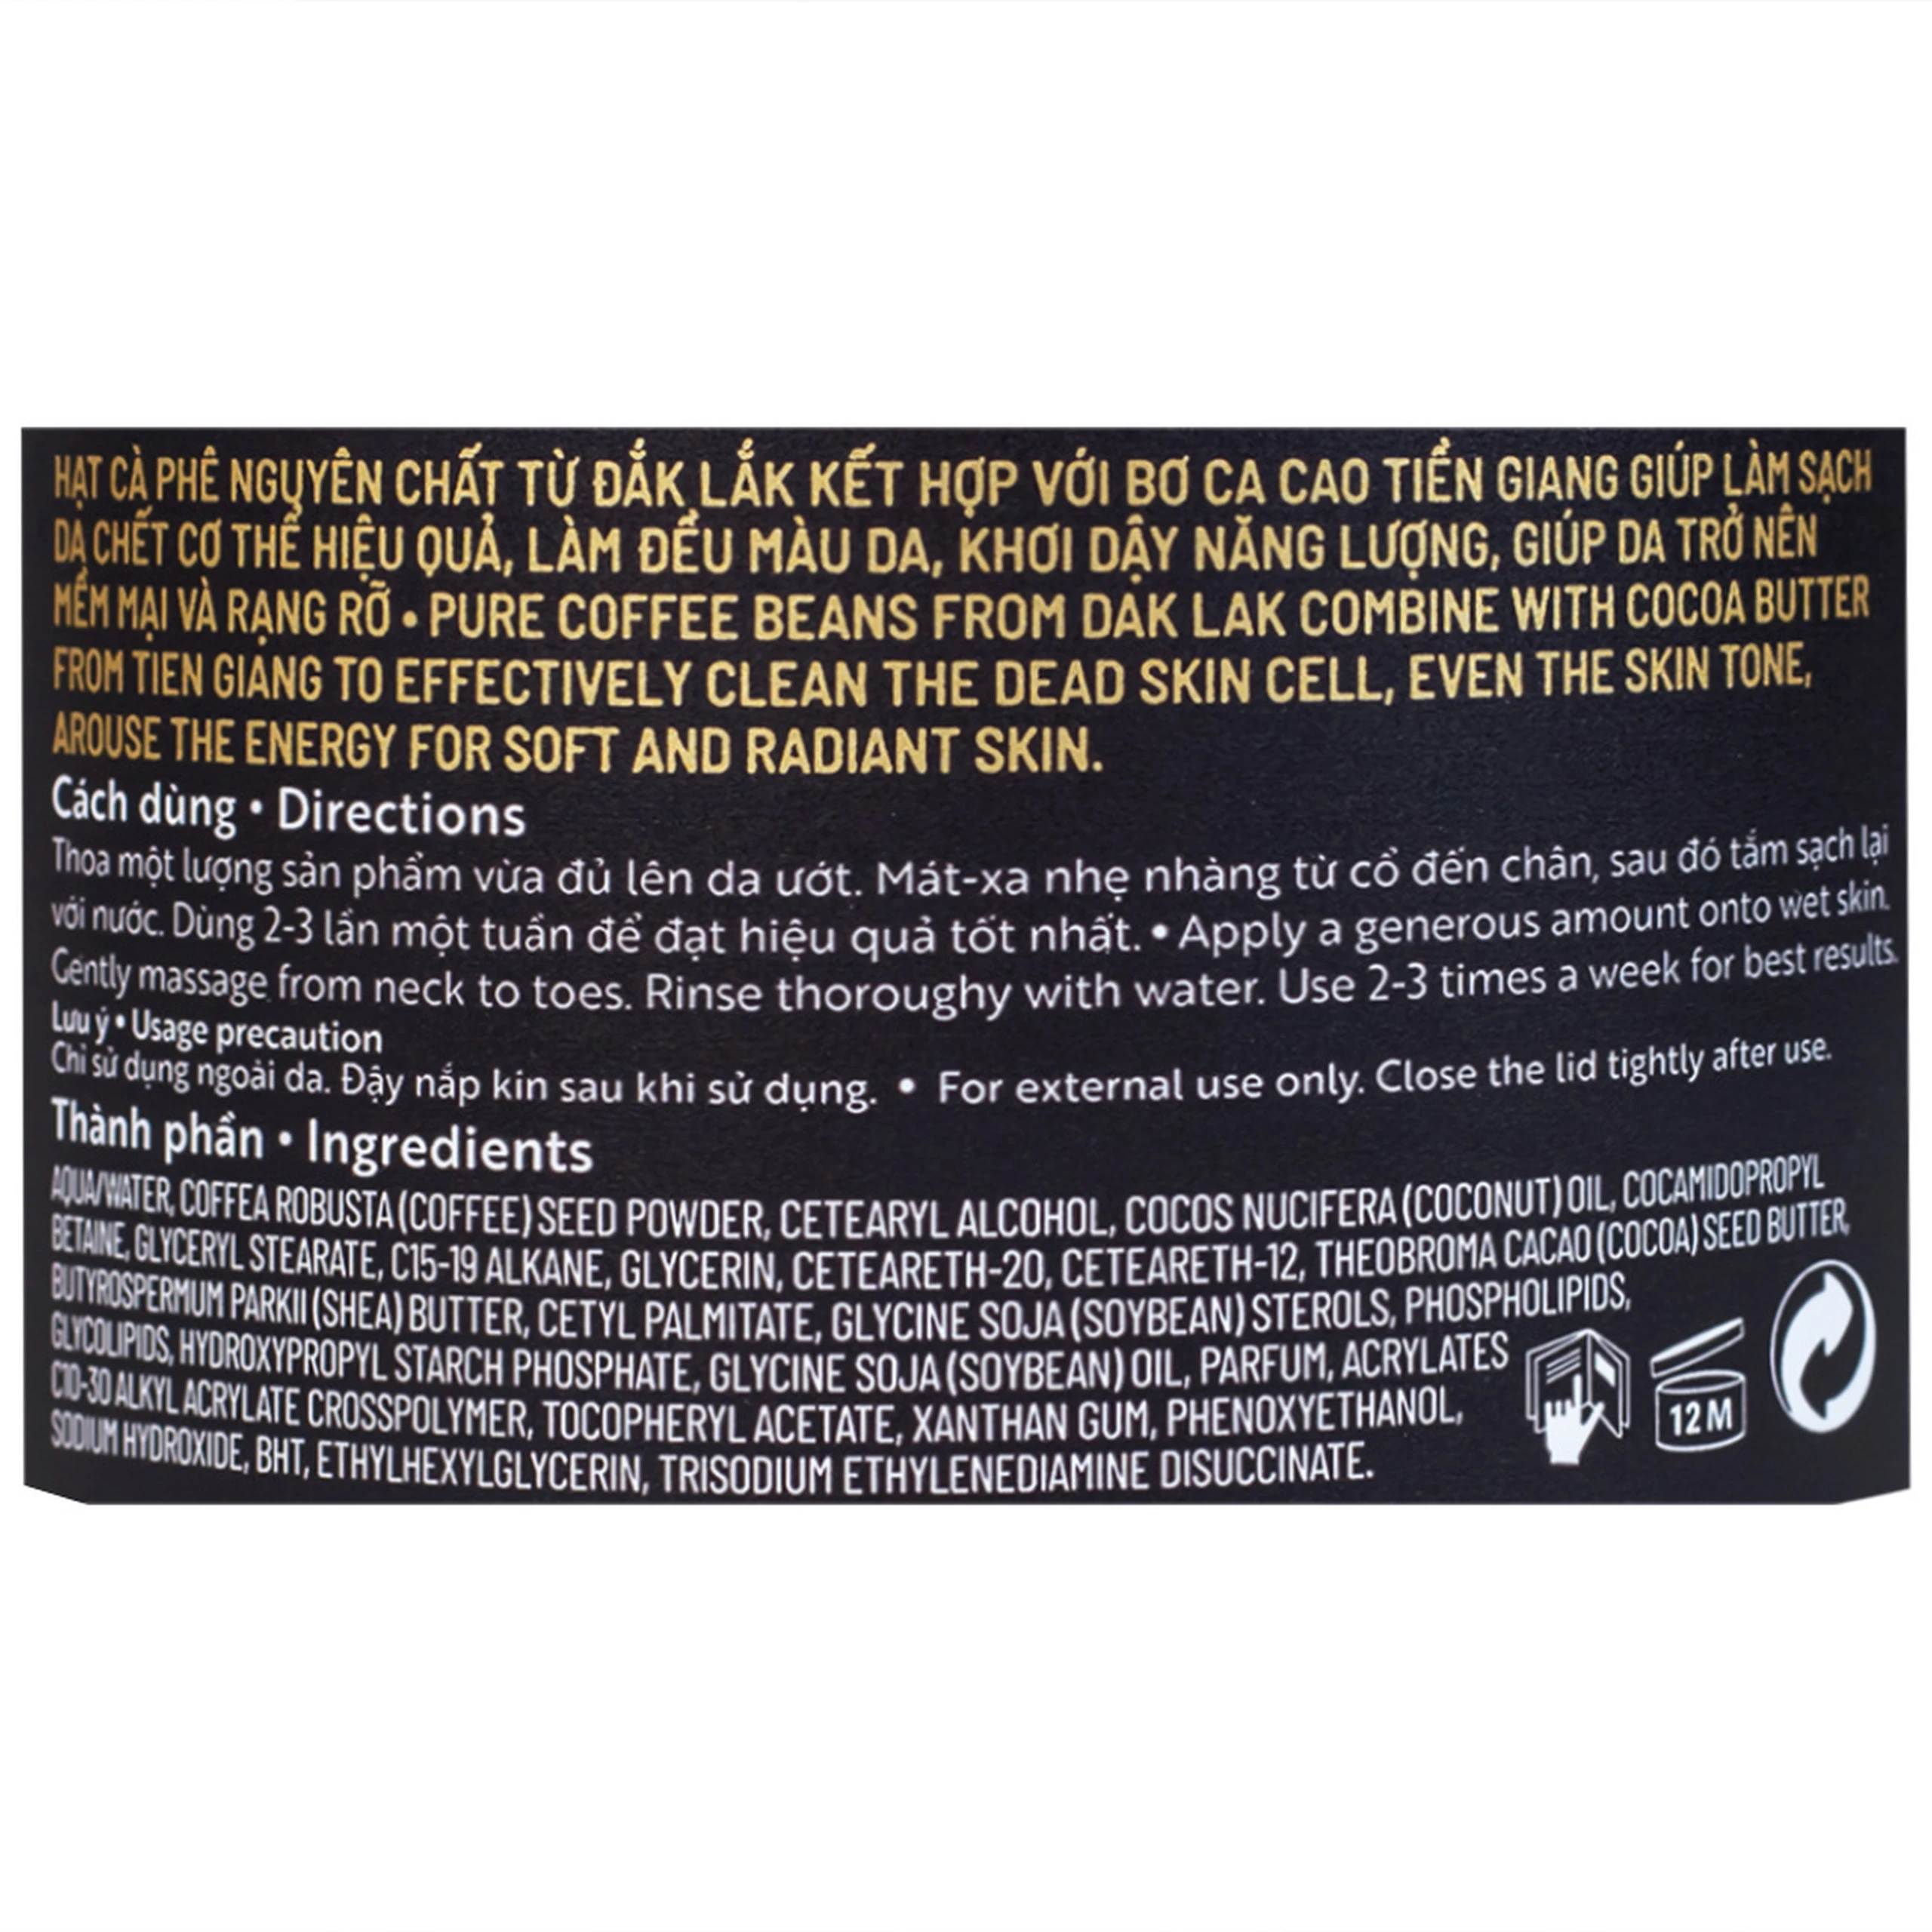 HẠT CÀ PHÊ NGUYÊN CHẤT TỪ ĐẮK LẮK KẾT HỢP VỚI BƠ CA CAO TIỀN GIANG GIÚP LÀM SẠCH
DA CHẾT CƠ THỂ HIỆU QUẢ, LÀM ĐỀU MÀU DA, KHƠI DẬY NĂNG LƯỢNG, GIÚP DA TRỞ NÊN
MỀM MẠI VÀ RẠNG RỠ • PURE COFFEE BEANS FROM DAK LAK COMBINE WITH COCOA BUTTER
FROM TIEN GIANG TO EFFECTIVELY CLEAN THE DEAD SKIN CELL, EVEN THE SKIN TONE,
AROUSE THE ENERGY FOR SOFT AND RADIANT SKIN.
Cách dùng • Directions
Thoa một lượng sản phẩm vừa đủ lên da ướt. Mát-xa nhẹ nhàng từ cổ đến chân, sau đó tắm sạch lại
với nước. Dùng 2-3 lần một tuần để đạt hiệu quả tốt nhất. • Apply a generous amount onto wet skin.
Gently massage from neck to toes. Rinse thoroughy with water. Use 2-3 times a week for best results.
Lưu ý • Usage precaution
Chỉ sử dụng ngoài da. Đậy nắp kín sau khi sử dụng. • For external use only. Close the lid tightly after use.
Thành phần • Ingredients
AQUA/WATER, COFFEA ROBUSTA (COFFEE) SEED POWDER, CETEARYL ALCOHOL, COCOS NUCIFERA (COCONUT) OIL, COCAMIDOPROPYL
BETAINE, GLYCERYL STEARATE, C15-19 ALKANE, GLYCERIN, CETEARETH-20, CETEARETH-12, THEOBROMA CACAO (COCOA) SEED BUTTER,
BUTYROSPERMUM PARKII (SHEA) BUTTER, CETYL PALMITATE, GLYCINE SOJA (SOYBEAN) STEROLS, PHOSPHOLIPIDS,
GLYCOLIPIDS, HYDROXYPROPYL STARCH PHOSPHATE, GLYCINE SOJA (SOYBEAN) OIL, PARFUM, ACRYLATES
C10-30 ALKYL ACRYLATE CROSSPOLYMER, TOCOPHERYL ACETATE, XANTHAN GUM, PHENOXYETHANOL,
SODIUM HYDROXIDE, BHT, ETHYLHEXYLGLYCERIN, TRISODIUM ETHYLENEDIAMINE DISUCCINATE.
12 M